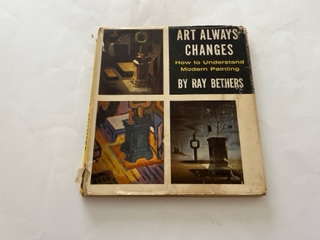 ART ALWAYS
CHANGES
How to Understand
Modern Painting
BY RAY BETHERS